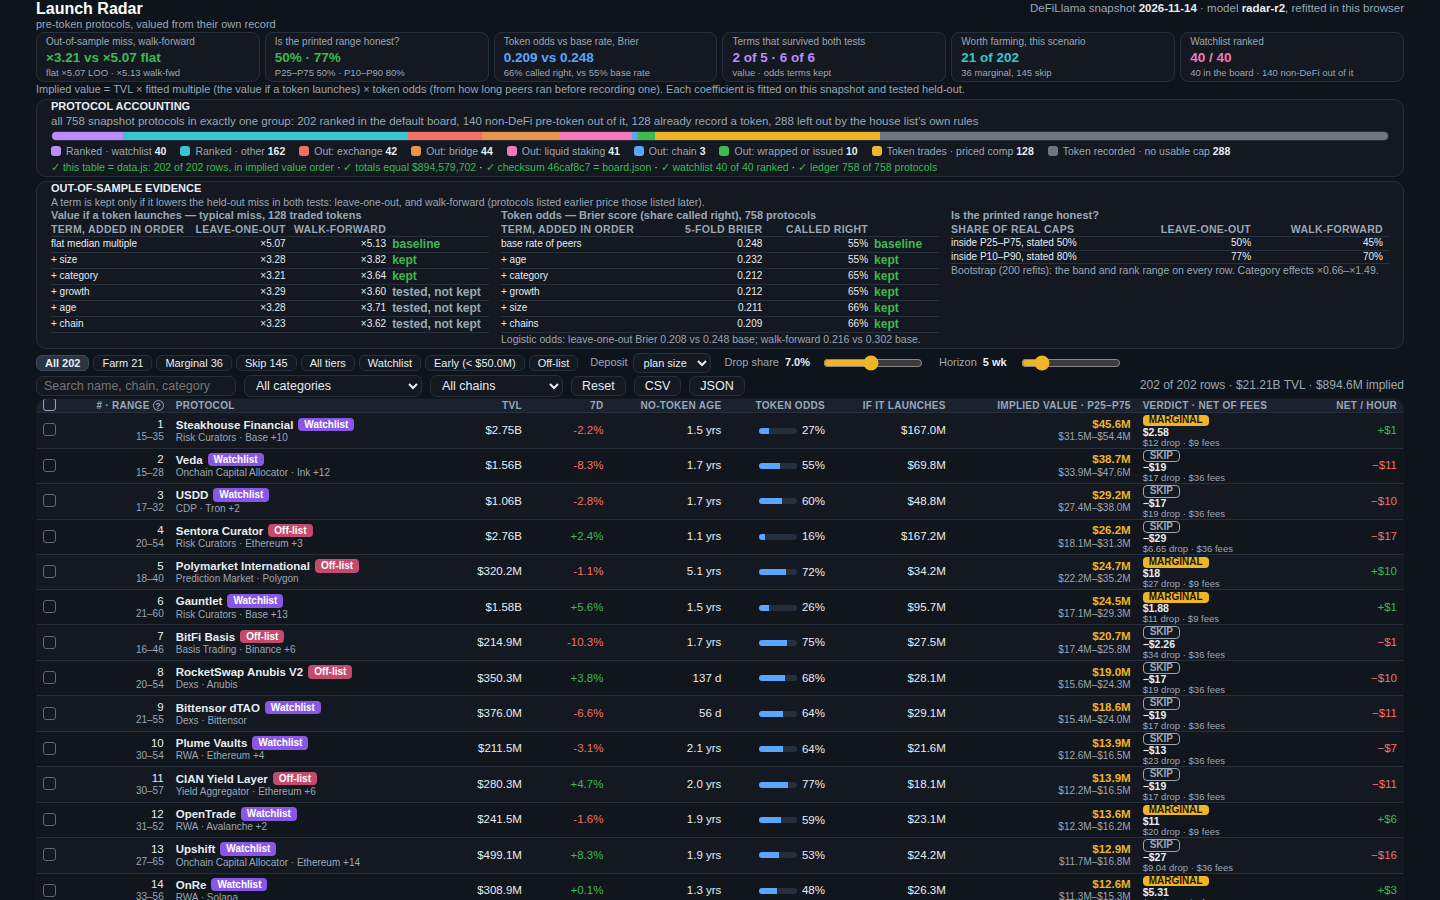 Launch Radar
pre-token protocols, valued from their own record
DeFiLlama snapshot 2026-11-14 · model radar-r2, refitted in this browser
Out-of-sample miss, walk-forward
×3.21 vs ×5.07 flat
flat ×5.07 LOO · ×5.13 walk-fwd
Is the printed range honest?
50% · 77%
P25–P75 50% · P10–P90 80%
Token odds vs base rate, Brier
0.209 vs 0.248
66% called right, vs 55% base rate
Terms that survived both tests
2 of 5 · 6 of 6
value · odds terms kept
Worth farming, this scenario
21 of 202
36 marginal, 145 skip
Watchlist ranked
40 / 40
40 in the board · 140 non-DeFi out of it
Implied value = TVL × fitted multiple (the value if a token launches) × token odds (from how long peers ran before recording one). Each coefficient is fitted on this snapshot and tested held-out.
PROTOCOL ACCOUNTING
all 758 snapshot protocols in exactly one group: 202 ranked in the default board, 140 non-DeFi pre-token out of it, 128 already record a token, 288 left out by the house list's own rules
Ranked · watchlist 40
Ranked · other 162
Out: exchange 42
Out: bridge 44
Out: liquid staking 41
Out: chain 3
Out: wrapped or issued 10
Token trades · priced comp 128
Token recorded · no usable cap 288
✓ this table = data.js: 202 of 202 rows, in implied value order · ✓ totals equal $894,579,702 · ✓ checksum 46caf8c7 = board.json · ✓ watchlist 40 of 40 ranked · ✓ ledger 758 of 758 protocols
OUT-OF-SAMPLE EVIDENCE
A term is kept only if it lowers the held-out miss in both tests: leave-one-out, and walk-forward (protocols listed earlier price those listed later).
Value if a token launches — typical miss, 128 traded tokens
TERM, ADDED IN ORDER LEAVE-ONE-OUT WALK-FORWARD
flat median multiple ×5.07 ×5.13 baseline
+ size ×3.28 ×3.82 kept
+ category ×3.21 ×3.64 kept
+ growth ×3.29 ×3.60 tested, not kept
+ age ×3.28 ×3.71 tested, not kept
+ chain ×3.23 ×3.62 tested, not kept
Token odds — Brier score (share called right), 758 protocols
TERM, ADDED IN ORDER 5-FOLD BRIER CALLED RIGHT
base rate of peers 0.248 55% baseline
+ age 0.232 55% kept
+ category 0.212 65% kept
+ growth 0.212 65% kept
+ size 0.211 66% kept
+ chains 0.209 66% kept
Logistic odds: leave-one-out Brier 0.208 vs 0.248 base; walk-forward 0.216 vs 0.302 base.
Is the printed range honest?
SHARE OF REAL CAPS LEAVE-ONE-OUT WALK-FORWARD
inside P25–P75, stated 50% 50% 45%
inside P10–P90, stated 80% 77% 70%
Bootstrap (200 refits): the band and rank range on every row. Category effects ×0.66–×1.49.
All 202 Farm 21 Marginal 36 Skip 145 All tiers Watchlist Early (< $50.0M) Off-list Deposit plan size Drop share 7.0% Horizon 5 wk
Search name, chain, category All categories All chains Reset CSV JSON 202 of 202 rows · $21.21B TVL · $894.6M implied
# · RANGE ? PROTOCOL TVL 7D NO-TOKEN AGE TOKEN ODDS IF IT LAUNCHES IMPLIED VALUE · P25–P75 VERDICT · NET OF FEES NET / HOUR
1 Steakhouse Financial Watchlist $2.75B -2.2% 1.5 yrs 27% $167.0M $45.6M MARGINAL $2.58 +$1
15–35 Risk Curators · Base +10 $31.5M–$54.4M $12 drop · $9 fees
2 Veda Watchlist $1.56B -8.3% 1.7 yrs 55% $69.8M $38.7M SKIP −$19 −$11
15–28 Onchain Capital Allocator · Ink +12 $33.9M–$47.6M $17 drop · $36 fees
3 USDD Watchlist $1.06B -2.8% 1.7 yrs 60% $48.8M $29.2M SKIP −$17 −$10
17–32 CDP · Tron +2 $27.4M–$38.0M $19 drop · $36 fees
4 Sentora Curator Off-list $2.76B +2.4% 1.1 yrs 16% $167.2M $26.2M SKIP −$29 −$17
20–54 Risk Curators · Ethereum +3 $18.1M–$31.3M $6.65 drop · $36 fees
5 Polymarket International Off-list $320.2M -1.1% 5.1 yrs 72% $34.2M $24.7M MARGINAL $18 +$10
18–40 Prediction Market · Polygon $22.2M–$35.2M $27 drop · $9 fees
6 Gauntlet Watchlist $1.58B +5.6% 1.5 yrs 26% $95.7M $24.5M MARGINAL $1.88 +$1
21–60 Risk Curators · Base +13 $17.1M–$29.3M $11 drop · $9 fees
7 BitFi Basis Off-list $214.9M -10.3% 1.7 yrs 75% $27.5M $20.7M SKIP −$2.26 −$1
16–46 Basis Trading · Binance +6 $17.4M–$25.8M $34 drop · $36 fees
8 RocketSwap Anubis V2 Off-list $350.3M +3.8% 137 d 68% $28.1M $19.0M SKIP −$17 −$10
20–54 Dexs · Anubis $15.6M–$24.3M $19 drop · $36 fees
9 Bittensor dTAO Watchlist $376.0M -6.6% 56 d 64% $29.1M $18.6M SKIP −$19 −$11
21–55 Dexs · Bittensor $15.4M–$24.0M $17 drop · $36 fees
10 Plume Vaults Watchlist $211.5M -3.1% 2.1 yrs 64% $21.6M $13.9M SKIP −$13 −$7
30–54 RWA · Ethereum +4 $12.6M–$16.5M $23 drop · $36 fees
11 CIAN Yield Layer Off-list $280.3M +4.7% 2.0 yrs 77% $18.1M $13.9M SKIP −$19 −$11
30–57 Yield Aggregator · Ethereum +6 $12.2M–$16.5M $17 drop · $36 fees
12 OpenTrade Watchlist $241.5M -1.6% 1.9 yrs 59% $23.1M $13.6M MARGINAL $11 +$6
31–52 RWA · Avalanche +2 $12.3M–$16.2M $20 drop · $9 fees
13 Upshift Watchlist $499.1M +8.3% 1.9 yrs 53% $24.2M $12.9M SKIP −$27 −$16
27–65 Onchain Capital Allocator · Ethereum +14 $11.7M–$16.8M $9.04 drop · $36 fees
14 OnRe Watchlist $308.9M +0.1% 1.3 yrs 48% $26.3M $12.6M MARGINAL $5.31 +$3
33–56 RWA · Solana $11.3M–$15.3M